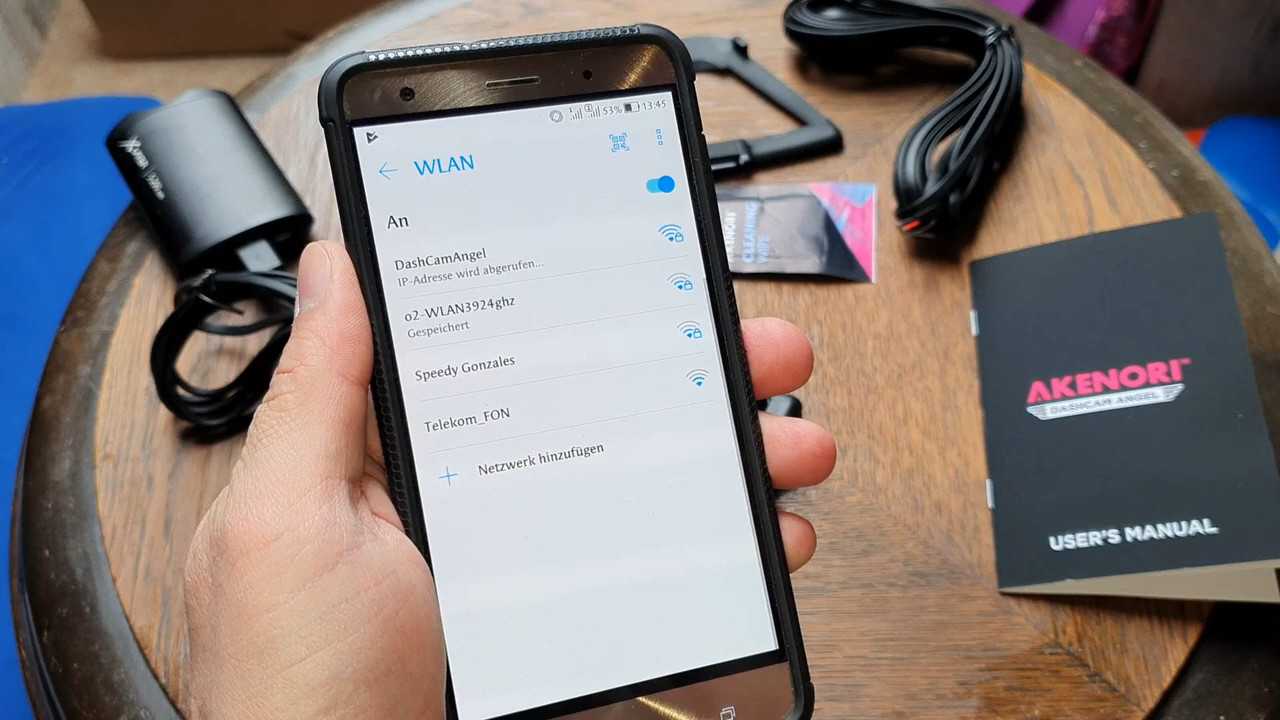 53% 13:45
WLAN
An
DashCamAngel
IP-Adresse wird abgerufen...
o2-WLAN3924ghz
Gespeichert
Speedy Gonzales
Telekom_FON
Netzwerk hinzufügen
CLEANING
WIPE
AKENORI™
DASHCAM ANGEL
USER'S MANUAL